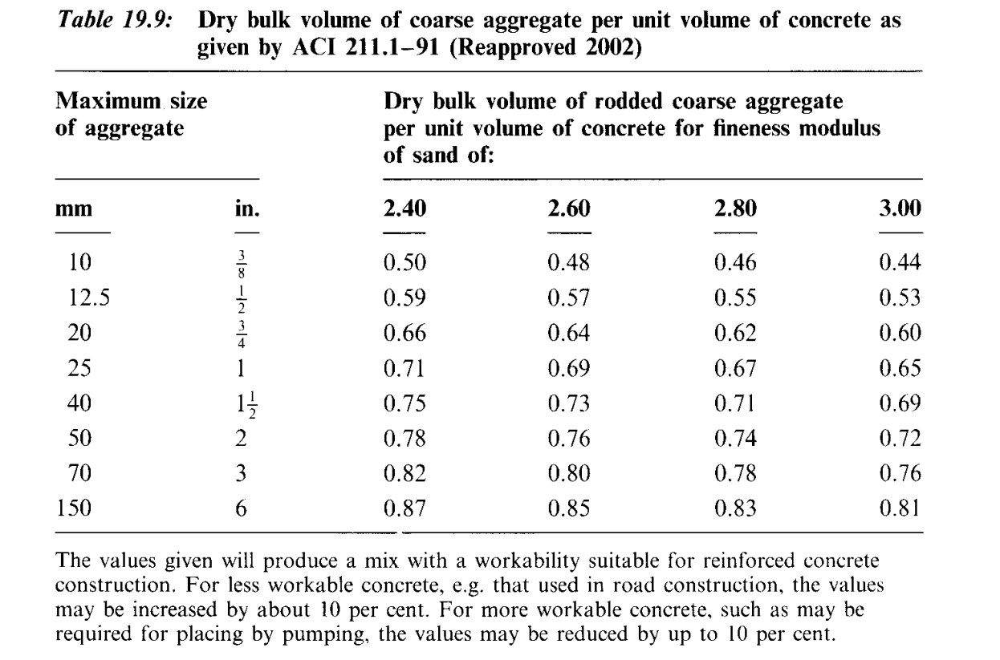 Table 19.9: Dry bulk volume of coarse aggregate per unit volume of concrete as
given by ACI 211.1–91 (Reapproved 2002)
Maximum size
of aggregate
Dry bulk volume of rodded coarse aggregate
per unit volume of concrete for fineness modulus
of sand of:
mm in. 2.40 2.60 2.80 3.00
10 3/8 0.50 0.48 0.46 0.44
12.5 1/2 0.59 0.57 0.55 0.53
20 3/4 0.66 0.64 0.62 0.60
25 1 0.71 0.69 0.67 0.65
40 1 1/2 0.75 0.73 0.71 0.69
50 2 0.78 0.76 0.74 0.72
70 3 0.82 0.80 0.78 0.76
150 6 0.87 0.85 0.83 0.81
The values given will produce a mix with a workability suitable for reinforced concrete
construction. For less workable concrete, e.g. that used in road construction, the values
may be increased by about 10 per cent. For more workable concrete, such as may be
required for placing by pumping, the values may be reduced by up to 10 per cent.